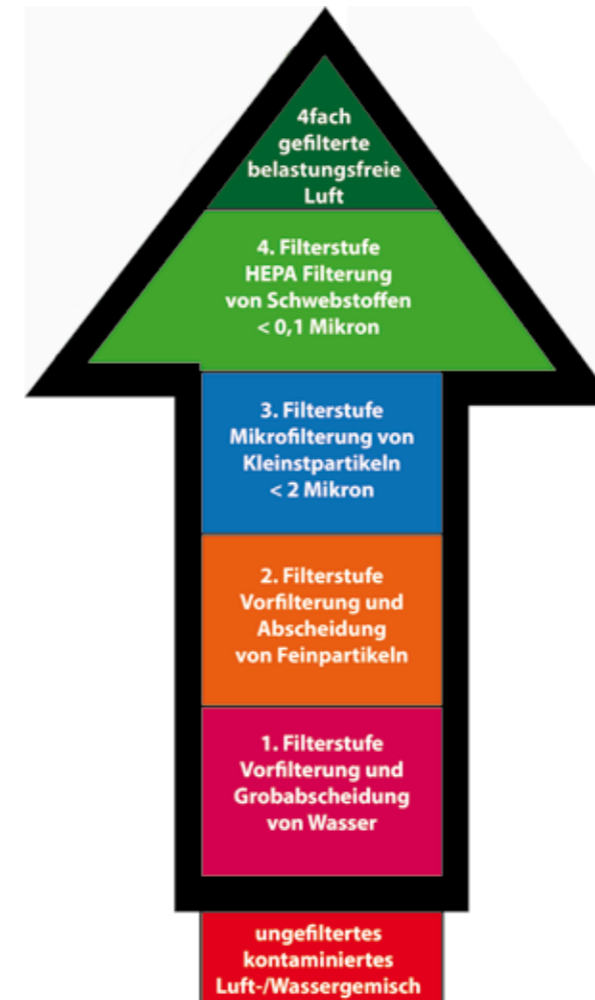 4fach
gefilterte
belastungsfreie
Luft
4. Filterstufe
HEPA Filterung
von Schwebstoffen
< 0,1 Mikron
3. Filterstufe
Mikrofilterung von
Kleinstpartikeln
< 2 Mikron
2. Filterstufe
Vorfilterung und
Abscheidung
von Feinpartikeln
1. Filterstufe
Vorfilterung und
Grobabscheidung
von Wasser
ungefiltertes
kontaminiertes
Luft-/Wassergemisch